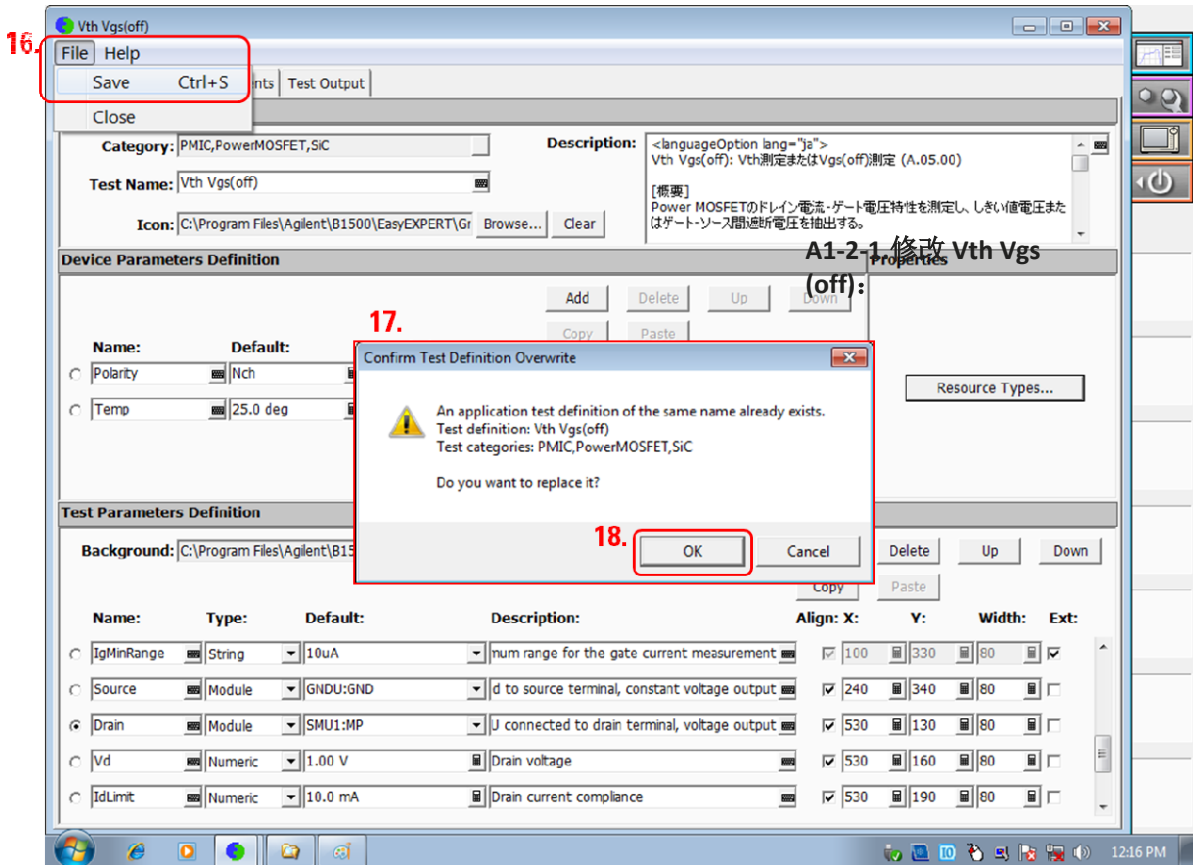 Vth Vgs(off)
16.
File Help
Save Ctrl+S
nts Test Output
Close
Category: PMIC,PowerMOSFET,SiC
Description:
<languageOption lang="ja">
Vth Vgs(off): Vth測定またはVgs(off)測定 (A.05.00)
[概要]
Power MOSFETのドレイン電流-ゲート電圧特性を測定し、しきい値電圧また
はゲート-ソース間遮断電圧を抽出する。
Test Name: Vth Vgs(off)
Icon: C:\Program Files\Agilent\B1500\EasyEXPERT\Gr Browse... Clear
A1-2-1.修改 Vth Vgs
(off)：
Device Parameters Definition
Properties
Add Delete Up Down
Copy Paste
Name: Default:
Polarity Nch
Temp 25.0 deg
Resource Types...
17.
Confirm Test Definition Overwrite
An application test definition of the same name already exists.
Test definition: Vth Vgs(off)
Test categories: PMIC,PowerMOSFET,SiC
Do you want to replace it?
18.
OK Cancel
Test Parameters Definition
Background: C:\Program Files\Agilent\B15
Delete Up Down
Copy Paste
Name: Type: Default: Description: Align: X: Y: Width: Ext:
IgMinRange String 10uA num range for the gate current measurement 100 330 80
Source Module GNDU:GND d to source terminal, constant voltage output 240 340 80
Drain Module SMU1:MP U connected to drain terminal, voltage output 530 130 80
Vd Numeric 1.00 V Drain voltage 530 160 80
IdLimit Numeric 10.0 mA Drain current compliance 530 190 80
12:16 PM